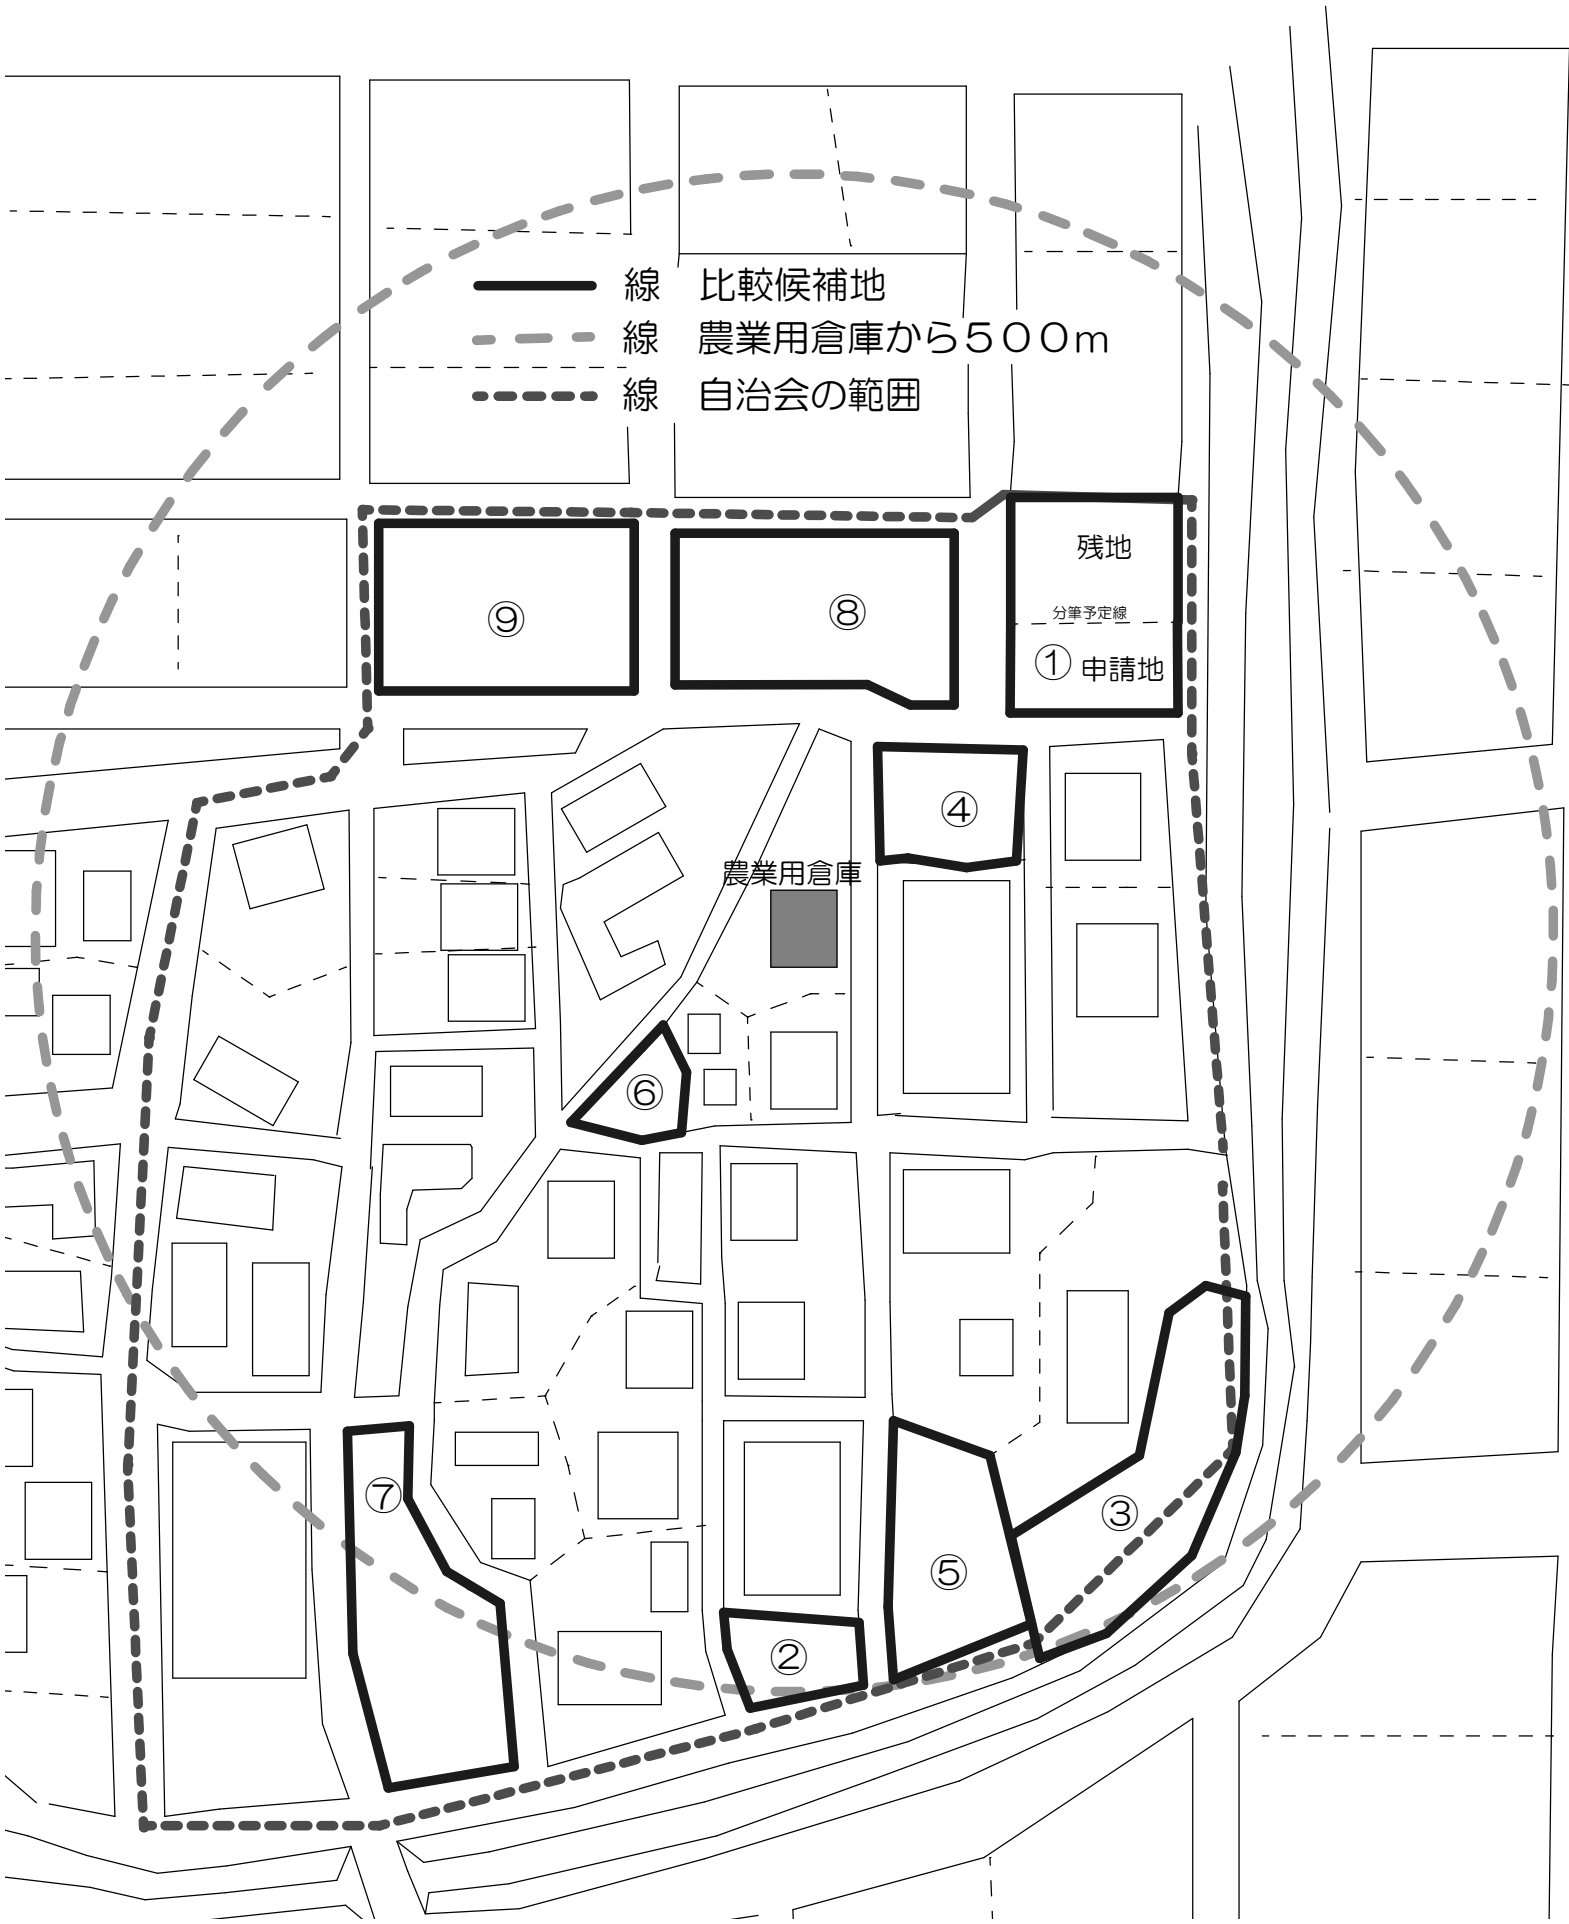 線 比較候補地
線 農業用倉庫から500m
線 自治会の範囲
残地
分筆予定線
① 申請地
⑨
⑧
④
農業用倉庫
⑥
⑦
③
⑤
②